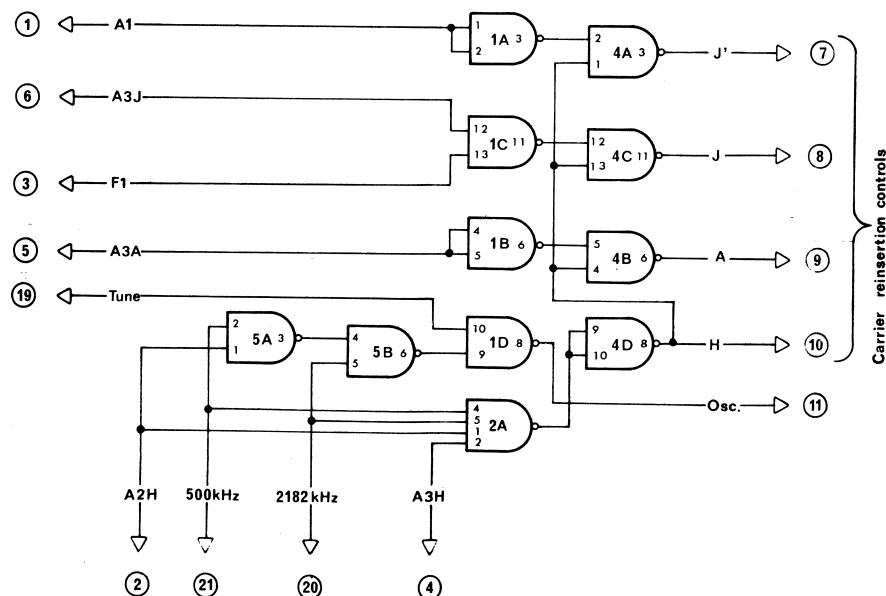 1 A1 1 2 1A 3 2 1 4A 3 J' 7
6 A3J 12 13 1C 11 12 13 4C 11 J 8
3 F1
5 A3A 4 5 1B 6 5 4 4B 6 A 9
19 Tune
2 1 5A 3 4 5 5B 6 10 9 1D 8 9 10 4D 8 H 10
Osc. 11
4 5 1 2 2A
A2H 500kHz 2182kHz A3H
2 21 20 4
Carrier reinsertion controls